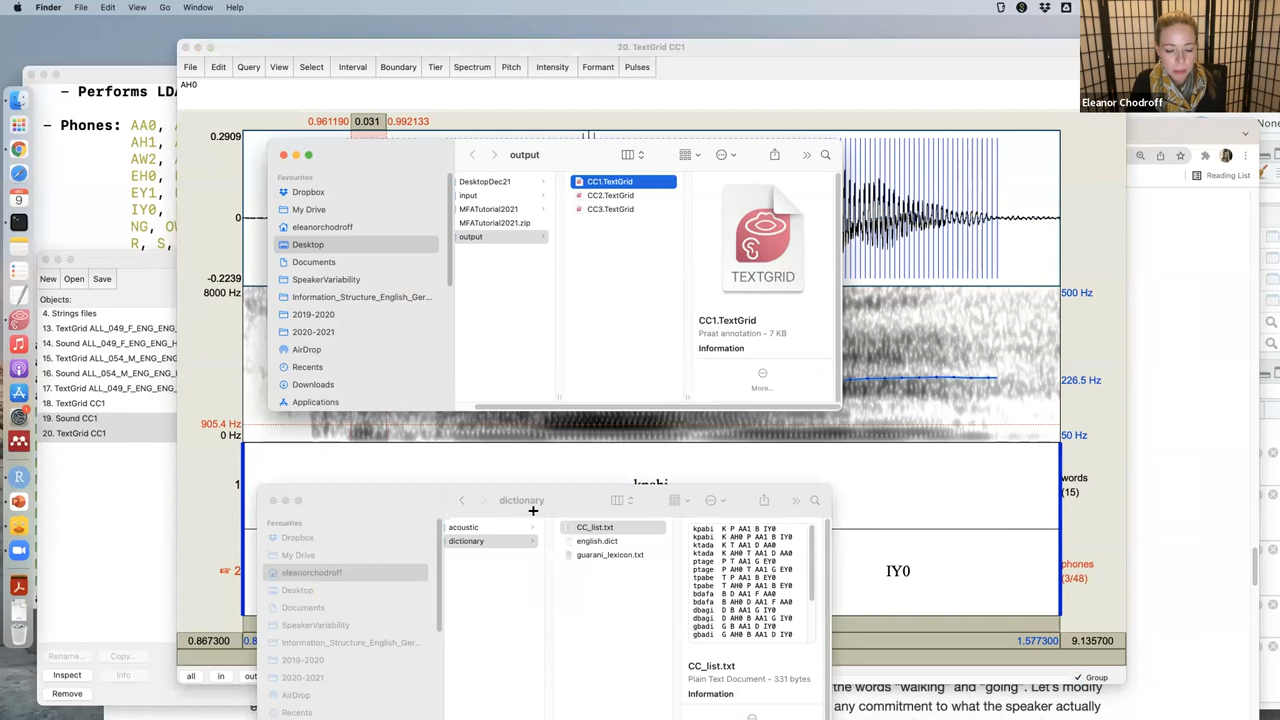 Finder File Edit View Go Window Help
20. TextGrid CC1
File Edit Query View Select Interval Boundary Tier Spectrum Pitch Intensity Formant Pulses
AH0
Eleanor Chodroff
– Performs LDA
– Phones: AA0,
AH1,
AW2,
EH0,
EY1,
IY0,
NG, OW
R, S,
0.961190 0.031 0.992133
0.2909
0
-0.2239
8000 Hz
905.4 Hz
0 Hz
500 Hz
226.5 Hz
50 Hz
Reading List
New Open Save
Objects:
4. Strings files
13. TextGrid ALL_049_F_ENG_ENG_
14. Sound ALL_049_F_ENG_ENG_H
15. TextGrid ALL_054_M_ENG_ENG_
16. Sound ALL_054_M_ENG_ENG_
17. TextGrid ALL_049_F_ENG_ENG_
18. TextGrid CC1
19. Sound CC1
20. TextGrid CC1
Rename... Copy...
Inspect Info
Remove
DEC
9
output
Favourites
Dropbox
My Drive
eleanorchodroff
Desktop
Documents
SpeakerVariability
Information_Structure_English_Ger...
2019-2020
2020-2021
AirDrop
Recents
Downloads
Applications
DesktopDec21
input
MFATutorial2021
MFATutorial2021.zip
output
CC1.TextGrid
CC2.TextGrid
CC3.TextGrid
TEXTGRID
CC1.TextGrid
Praat annotation - 7 KB
Information
More...
1
kpabi
words
(15)
2
IY0
phones
(3/48)
dictionary
Favourites
Dropbox
My Drive
eleanorchodroff
Desktop
Documents
SpeakerVariability
Information_Structure_English_Ger...
2019-2020
2020-2021
AirDrop
Recents
acoustic
dictionary
CC_list.txt
english.dict
guarani_lexicon.txt
kpabi K P AA1 B IY0
kpabi K AH0 P AA1 B IY0
ktada K T AA1 D AA0
ktada K AH0 T AA1 D AA0
ptage P T AA1 G EY0
ptage P AH0 T AA1 G EY0
tpabe T P AA1 B EY0
tpabe T AH0 P AA1 B EY0
bdafa B D AA1 F AA0
bdafa B AH0 D AA1 F AA0
dbagi D B AA1 G IY0
dbagi D AH0 B AA1 G IY0
gbadi G B AA1 D IY0
gbadi G AH0 B AA1 D IY0
CC_list.txt
Plain Text Document - 331 bytes
Information
0.867300
1.577300 9.135700
all in
Group
the words "walking" and "going". Let's modify
any commitment to what the speaker actually